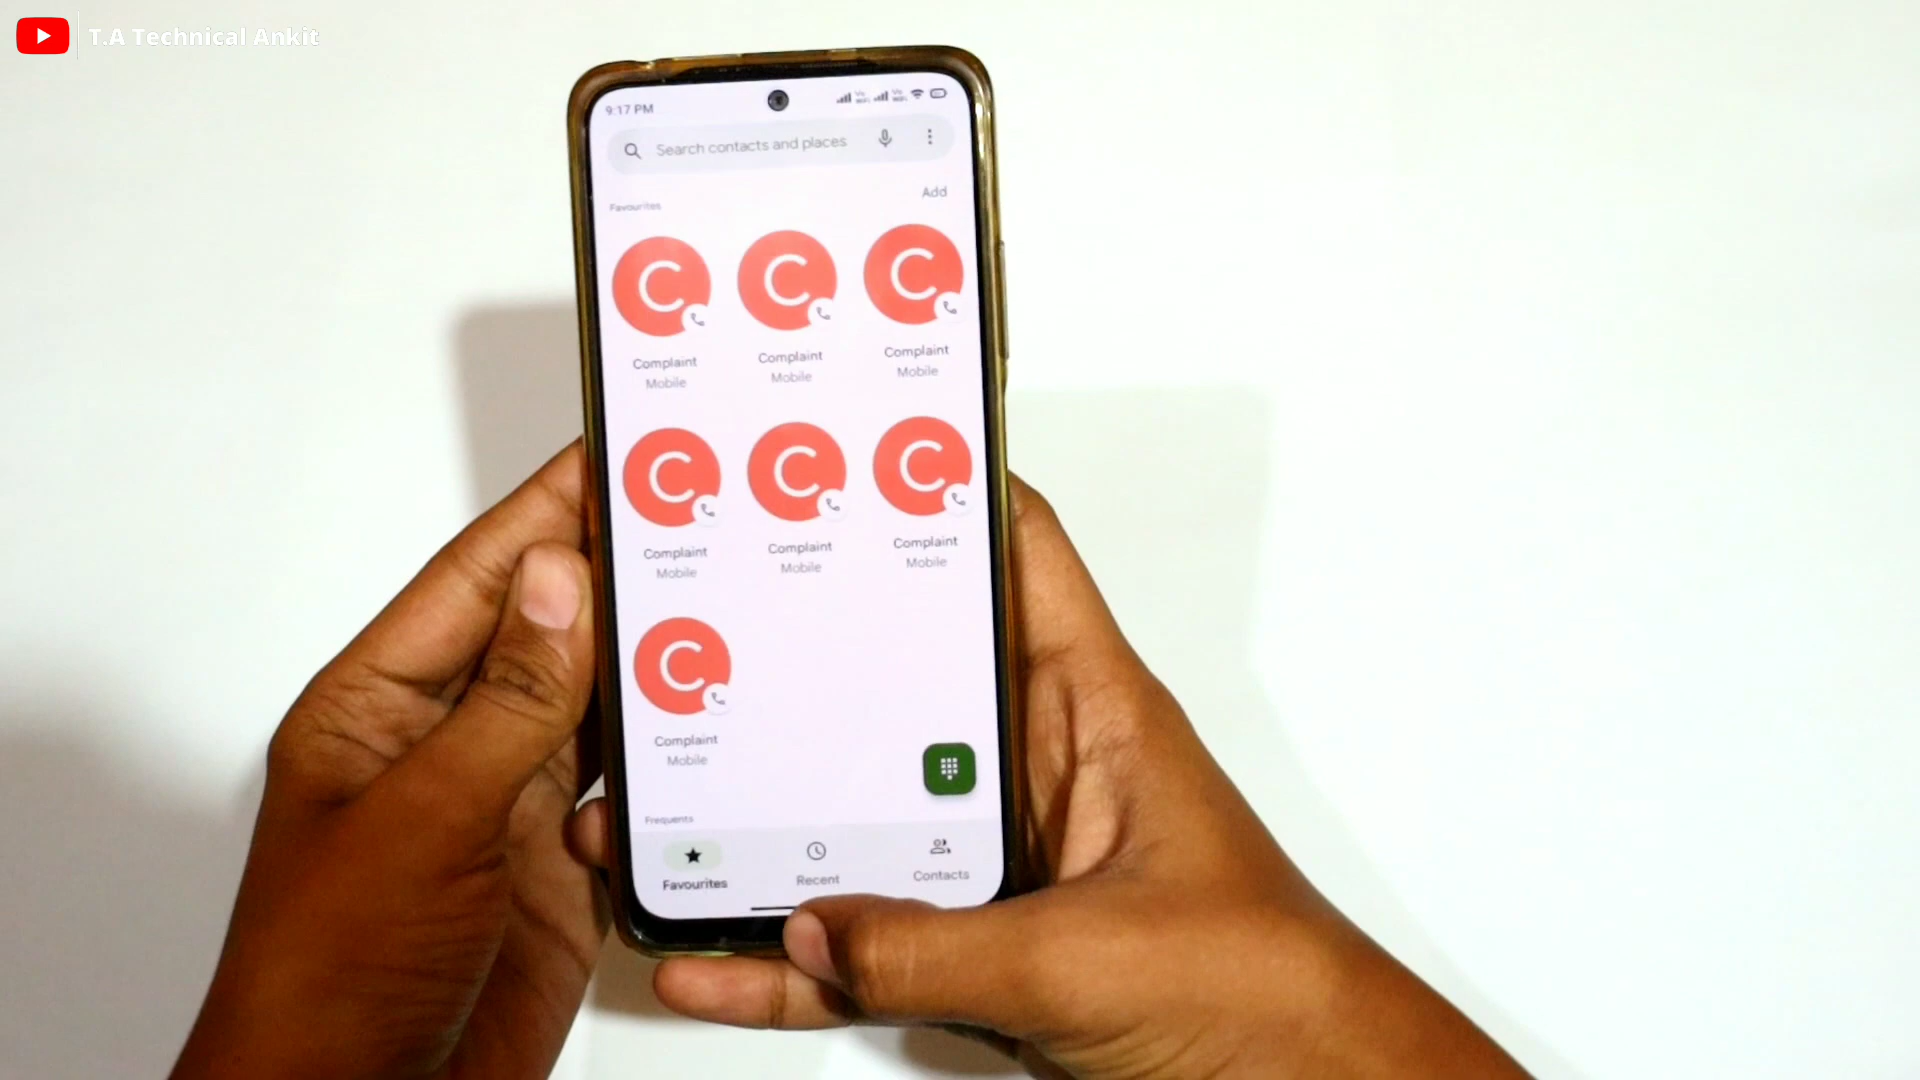 T.A Technical Ankit
9:17 PM
Search contacts and places
Add
Favourites
Complaint Complaint Complaint
Mobile Mobile Mobile
Complaint Complaint Complaint
Mobile Mobile Mobile
Complaint
Mobile
Frequents
Favourites Recent Contacts